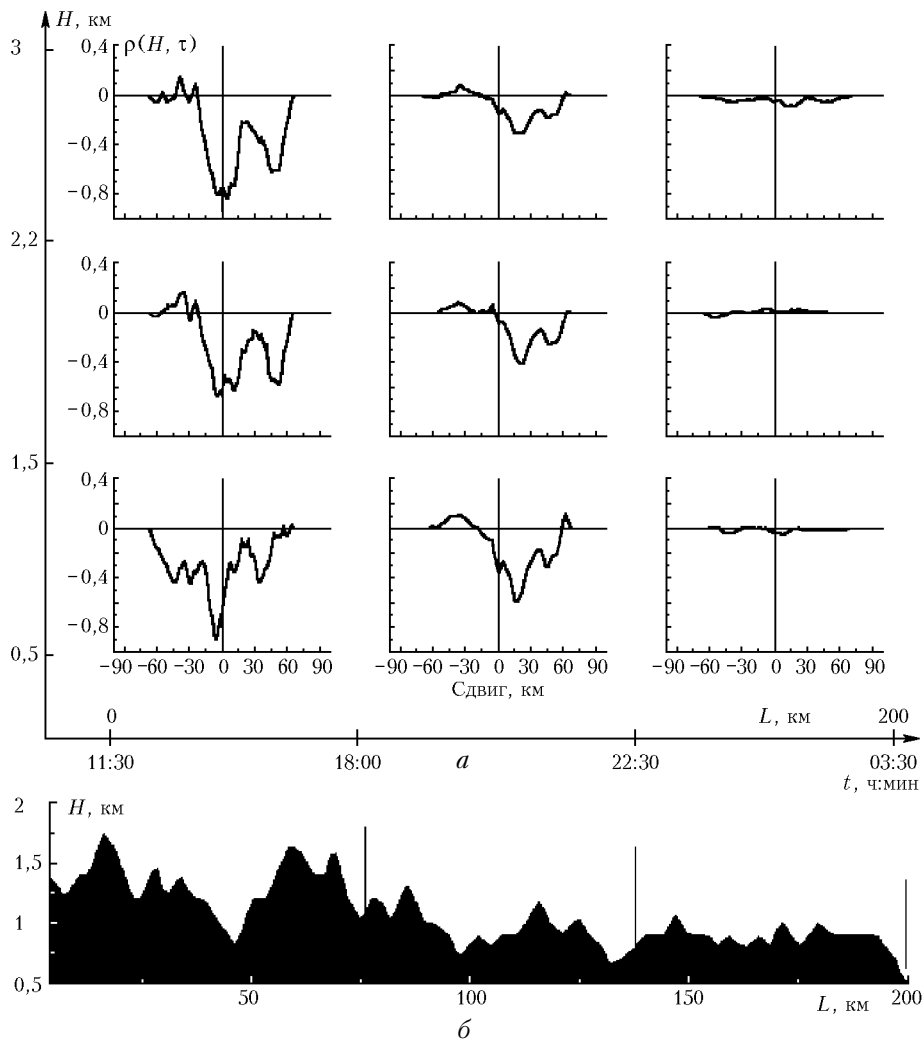 H, км
3
0,4 ρ(H, τ)
0
−0,4
−0,8
2,2
0,4
0
−0,4
−0,8
1,5
0,4
0
−0,4
−0,8
0,5
−90 −60 −30 0 30 60 90 −90 −60 −30 0 30 60 90 −90 −60 −30 0 30 60 90
Сдвиг, км
0 L, км 200
11:30 18:00 а 22:30 03:30
t, ч:мин
2 H, км
1,5
1
0,5
50 100 150 L, км 200
б